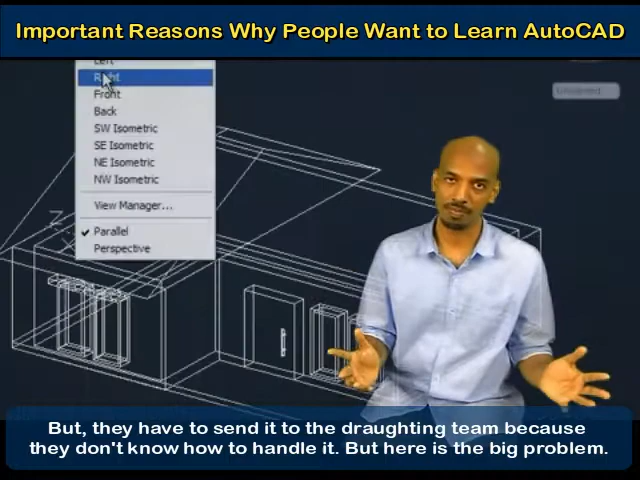 Important Reasons Why People Want to Learn AutoCAD
Left
Right
Front
Back
SW Isometric
SE Isometric
NE Isometric
NW Isometric
View Manager...
Parallel
Perspective
Unnamed
Z
But, they have to send it to the draughting team because
they don't know how to handle it. But here is the big problem.